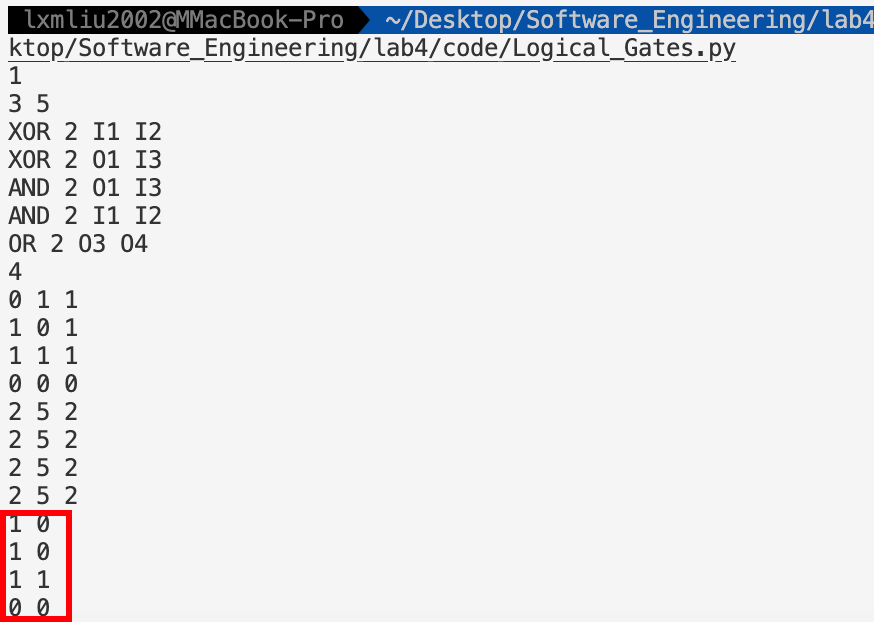 lxmliu2002@MMacBook-Pro ~/Desktop/Software_Engineering/lab4
ktop/Software_Engineering/lab4/code/Logical_Gates.py
1
3 5
XOR 2 I1 I2
XOR 2 O1 I3
AND 2 O1 I3
AND 2 I1 I2
OR 2 O3 O4
4
0 1 1
1 0 1
1 1 1
0 0 0
2 5 2
2 5 2
2 5 2
2 5 2
1 0
1 0
1 1
0 0